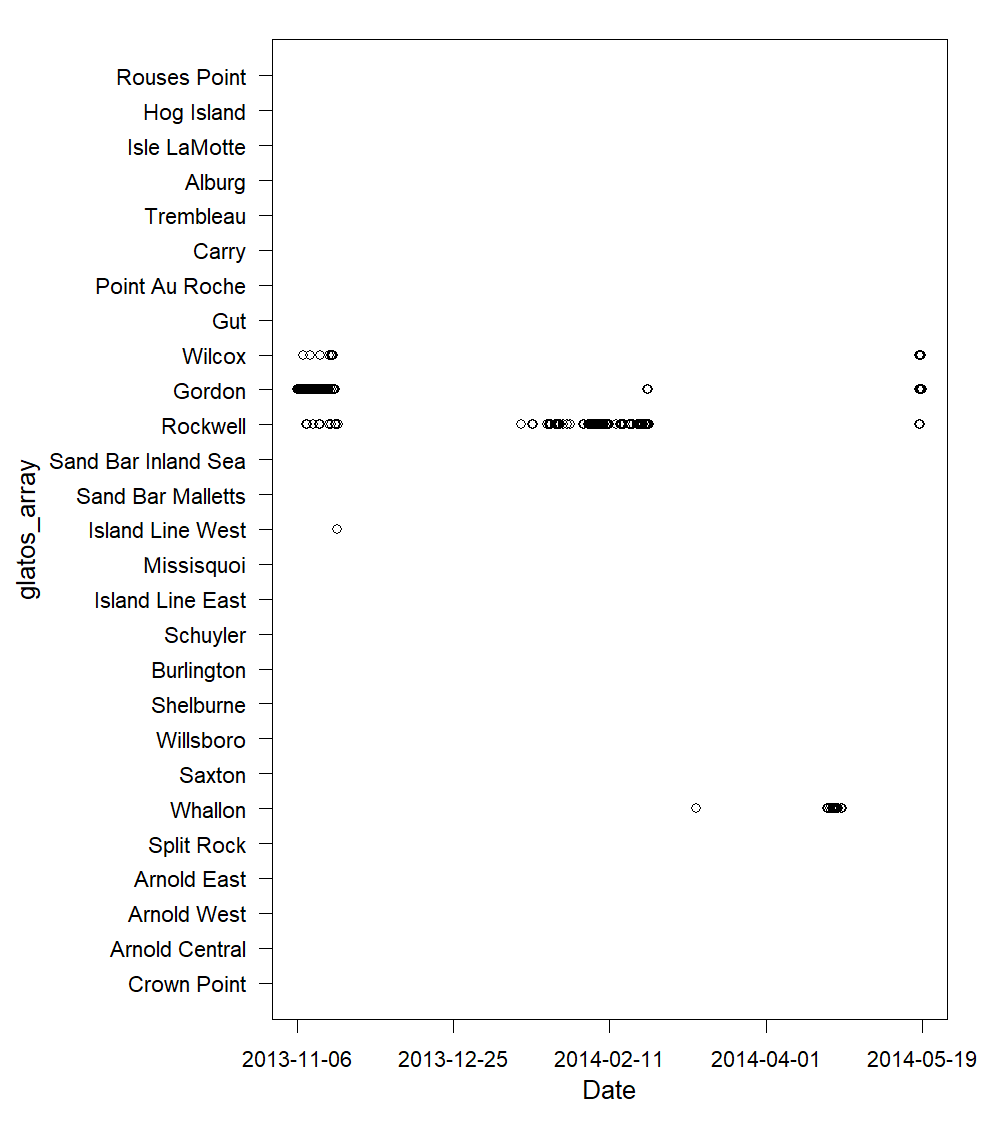 Rouses Point
Hog Island
Isle LaMotte
Alburg
Trembleau
Carry
Point Au Roche
Gut
Wilcox
Gordon
Rockwell
Sand Bar Inland Sea
Sand Bar Malletts
Island Line West
Missisquoi
Island Line East
Schuyler
Burlington
Shelburne
Willsboro
Saxton
Whallon
Split Rock
Arnold East
Arnold West
Arnold Central
Crown Point
glatos_array
2013-11-06 2013-12-25 2014-02-11 2014-04-01 2014-05-19
Date